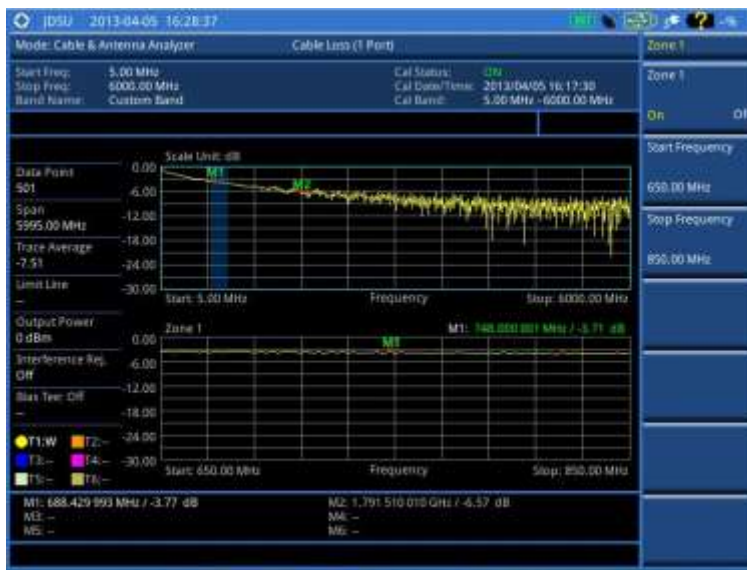 JDSU 2013-04-05 16:28:37
Mode: Cable & Antenna Analyzer
Cable Loss (1 Port)
Start Freq: 5.00 MHz
Stop Freq: 6000.00 MHz
Band Name: Custom Band
Cal Status: ON
Cal Date/Time: 2013/04/05 16:17:30
Cal Band: 5.00 MHz - 6000.00 MHz
Data Point
501
Span
5995.00 MHz
Trace Average
-7.51
Limit Line
--
Output Power
0 dBm
Interference Rej.
Off
Bias Tee: Off
--
T1:W T2:--
T3:-- T4:--
T5:-- T6:--
Scale Unit: dB
M1
M2
0.00
-6.00
-12.00
-18.00
-24.00
-30.00
Start: 5.00 MHz
Frequency
Stop: 6000.00 MHz
Zone 1
M1: 748.000 001 MHz / -3.71 dB
M1
0.00
-6.00
-12.00
-18.00
-24.00
-30.00
Start: 650.00 MHz
Frequency
Stop: 850.00 MHz
M1: 688.429 993 MHz / -3.77 dB
M2: 1.791 510 010 GHz / -6.57 dB
M3: --
M4: --
M5: --
M6: --
Zone 1
Zone 1
On
Start Frequency
650.00 MHz
Stop Frequency
850.00 MHz